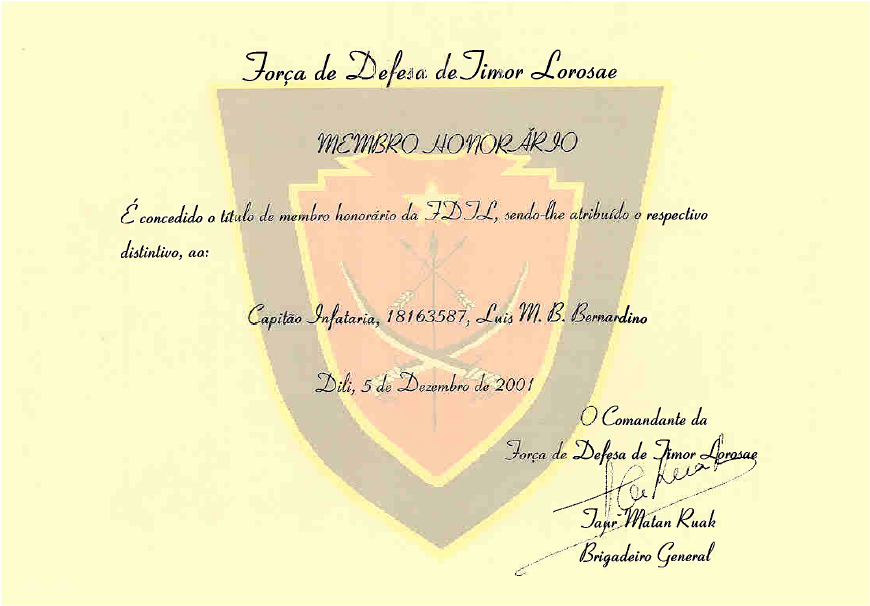 Força de Defesa de Timor Lorosae
MEMBRO HONORÁRIO
É concedido o título de membro honorário da FDTL, sendo-lhe atribuído o respectivo
distintivo, ao:
Capitão Infataria, 18163587, Luis M. B. Bernardino
Dili, 5 de Dezembro de 2001
O Comandante da
Força de Defesa de Timor Lorosae
Taur Matan Ruak
Brigadeiro General